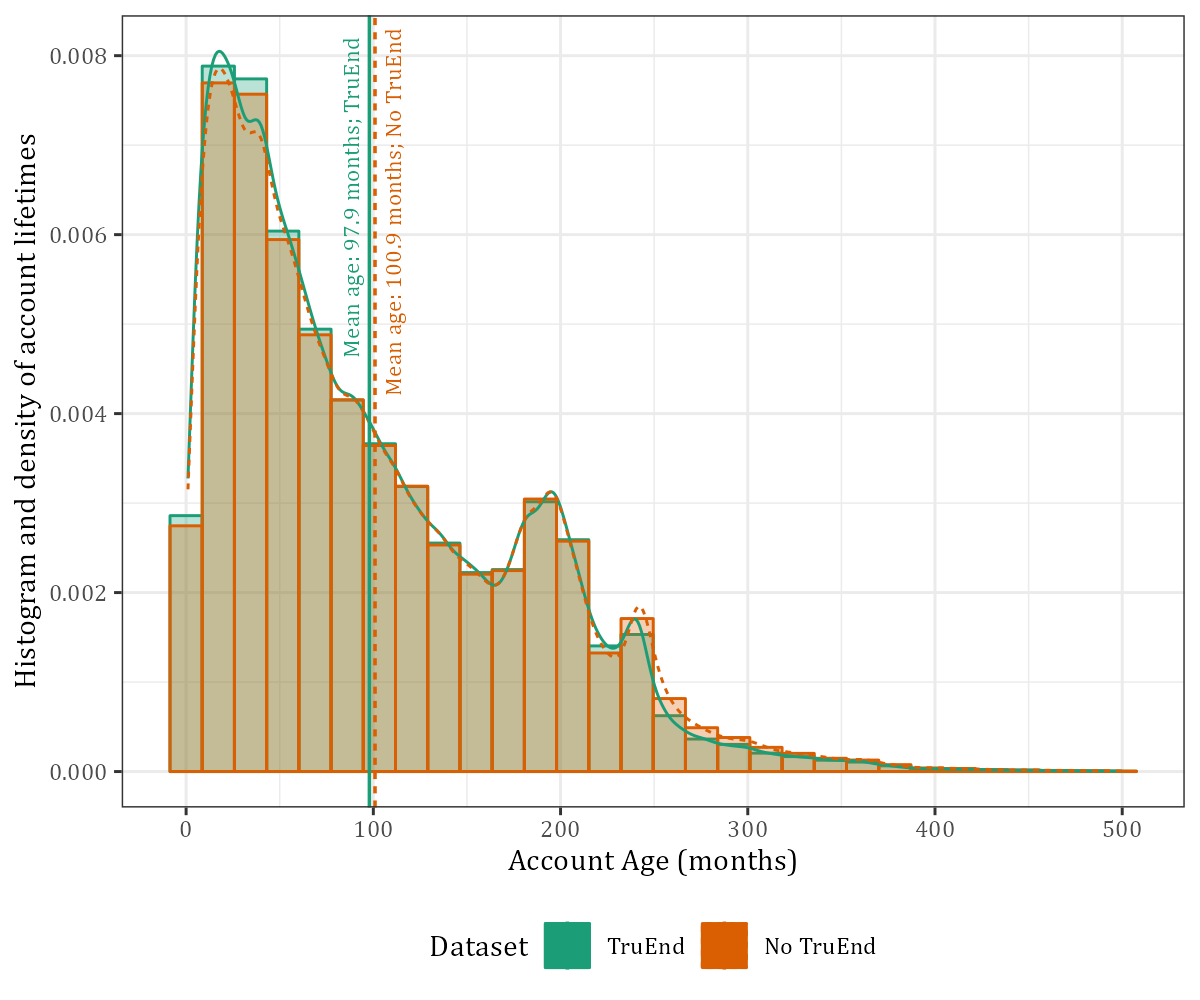 Histogram and density of account lifetimes
0.008
0.006
0.004
0.002
0.000
Mean age: 97.9 months; TruEnd
Mean age: 100.9 months; No TruEnd
0
100
200
300
400
500
Account Age (months)
Dataset
TruEnd
No TruEnd